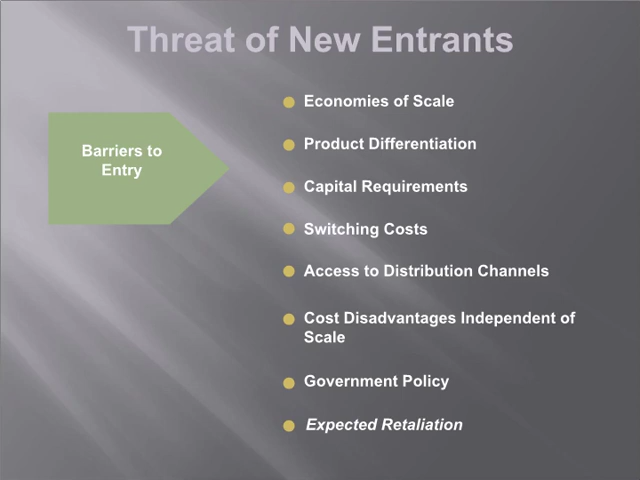 Threat of New Entrants
Barriers to
Entry
Economies of Scale
Product Differentiation
Capital Requirements
Switching Costs
Access to Distribution Channels
Cost Disadvantages Independent of
Scale
Government Policy
Expected Retaliation